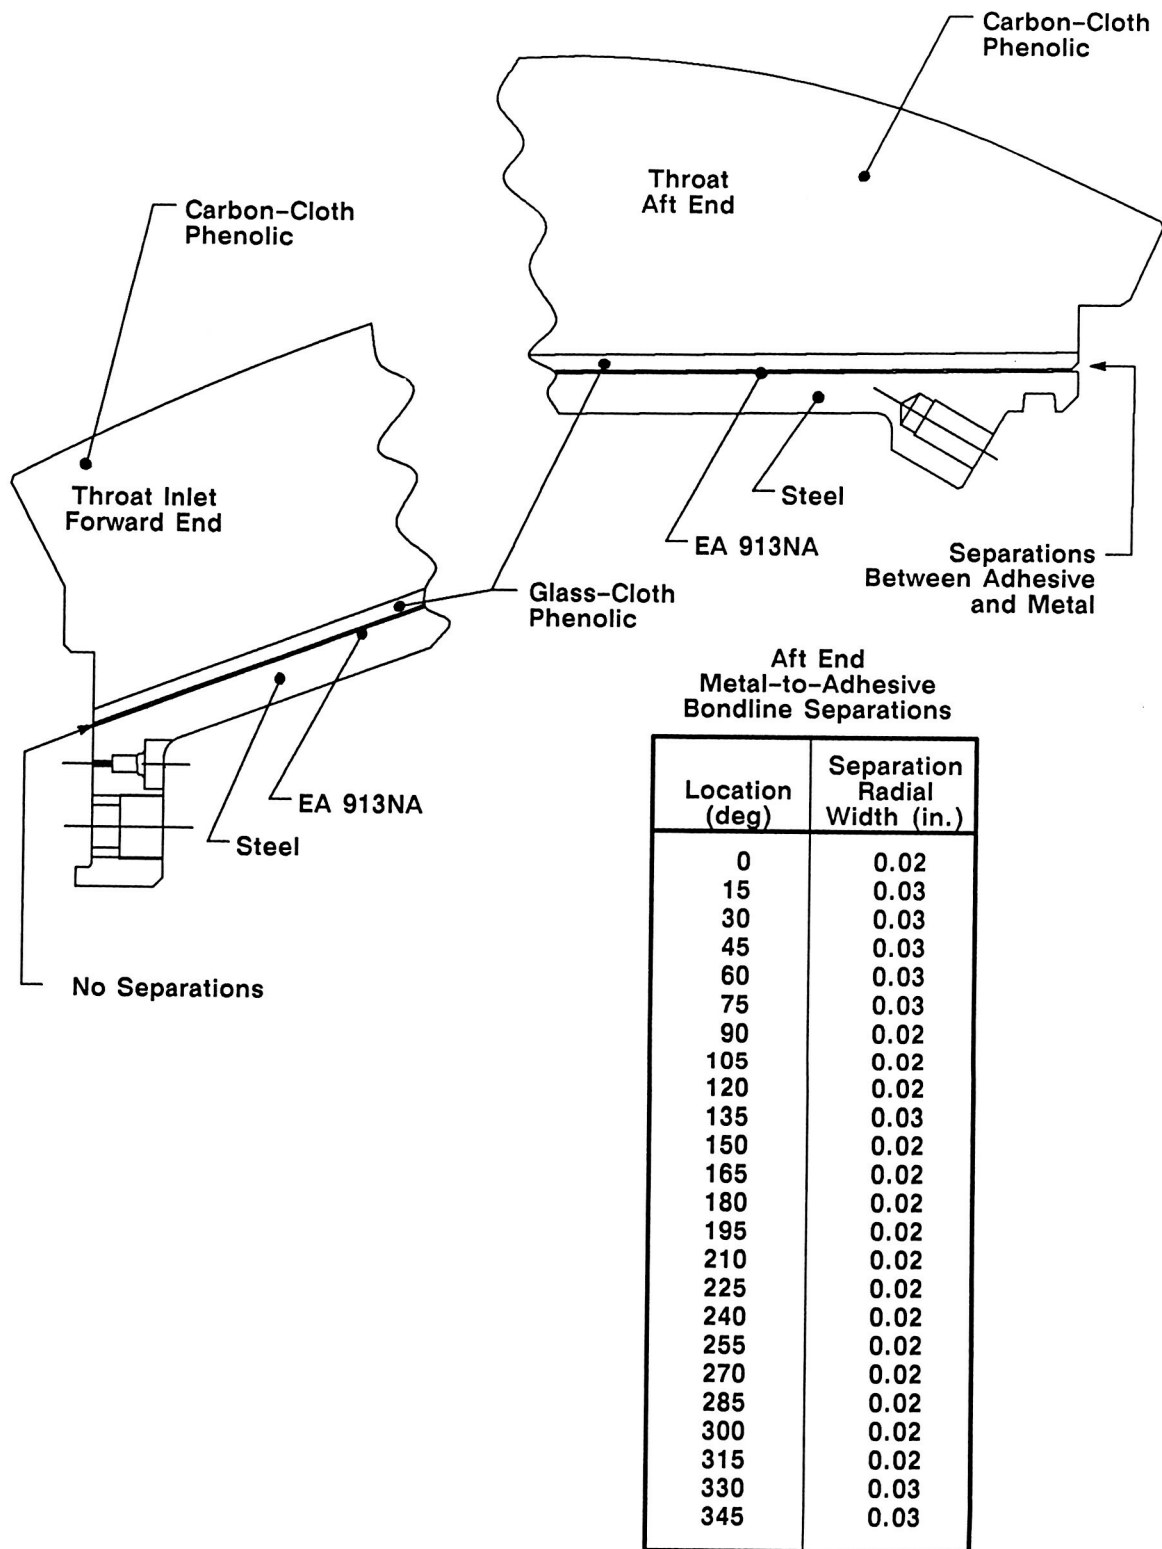 Carbon-Cloth
Phenolic
Throat
Aft End
Carbon-Cloth
Phenolic
Throat Inlet
Forward End
Steel
EA 913NA
Separations
Between Adhesive
and Metal
Glass-Cloth
Phenolic
EA 913NA
Steel
No Separations
Aft End
Metal-to-Adhesive
Bondline Separations
Location (deg) Separation Radial Width (in.)
0 0.02
15 0.03
30 0.03
45 0.03
60 0.03
75 0.03
90 0.02
105 0.02
120 0.02
135 0.03
150 0.02
165 0.02
180 0.02
195 0.02
210 0.02
225 0.02
240 0.02
255 0.02
270 0.02
285 0.02
300 0.02
315 0.02
330 0.03
345 0.03